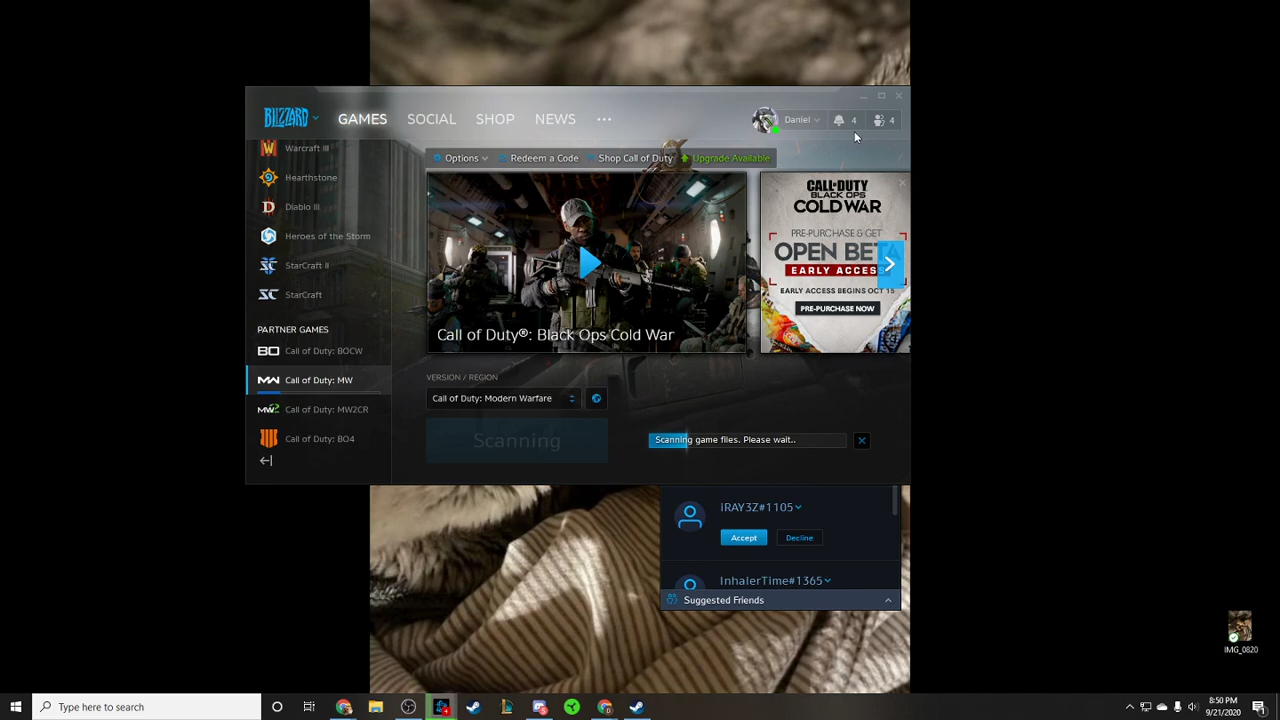 BLIZZARD
GAMES
SOCIAL
SHOP
NEWS
Daniel
4
4
Warcraft III
Hearthstone
Diablo III
Heroes of the Storm
StarCraft II
StarCraft
PARTNER GAMES
Call of Duty: BOCW
Call of Duty: MW
Call of Duty: MW2CR
Call of Duty: BO4
Options
Redeem a Code
Shop Call of Duty
Upgrade Available
Call of Duty®: Black Ops Cold War
CALL OF DUTY
BLACK OPS
COLD WAR
PRE-PURCHASE & GET
OPEN BETA
EARLY ACCESS
EARLY ACCESS BEGINS OCT 15
PRE-PURCHASE NOW
VERSION / REGION
Call of Duty: Modern Warfare
Scanning
Scanning game files. Please wait..
iRAY3Z#1105
Accept
Decline
InhalerTime#1365
Suggested Friends
IMG_0820
Type here to search
8:50 PM
9/21/2020